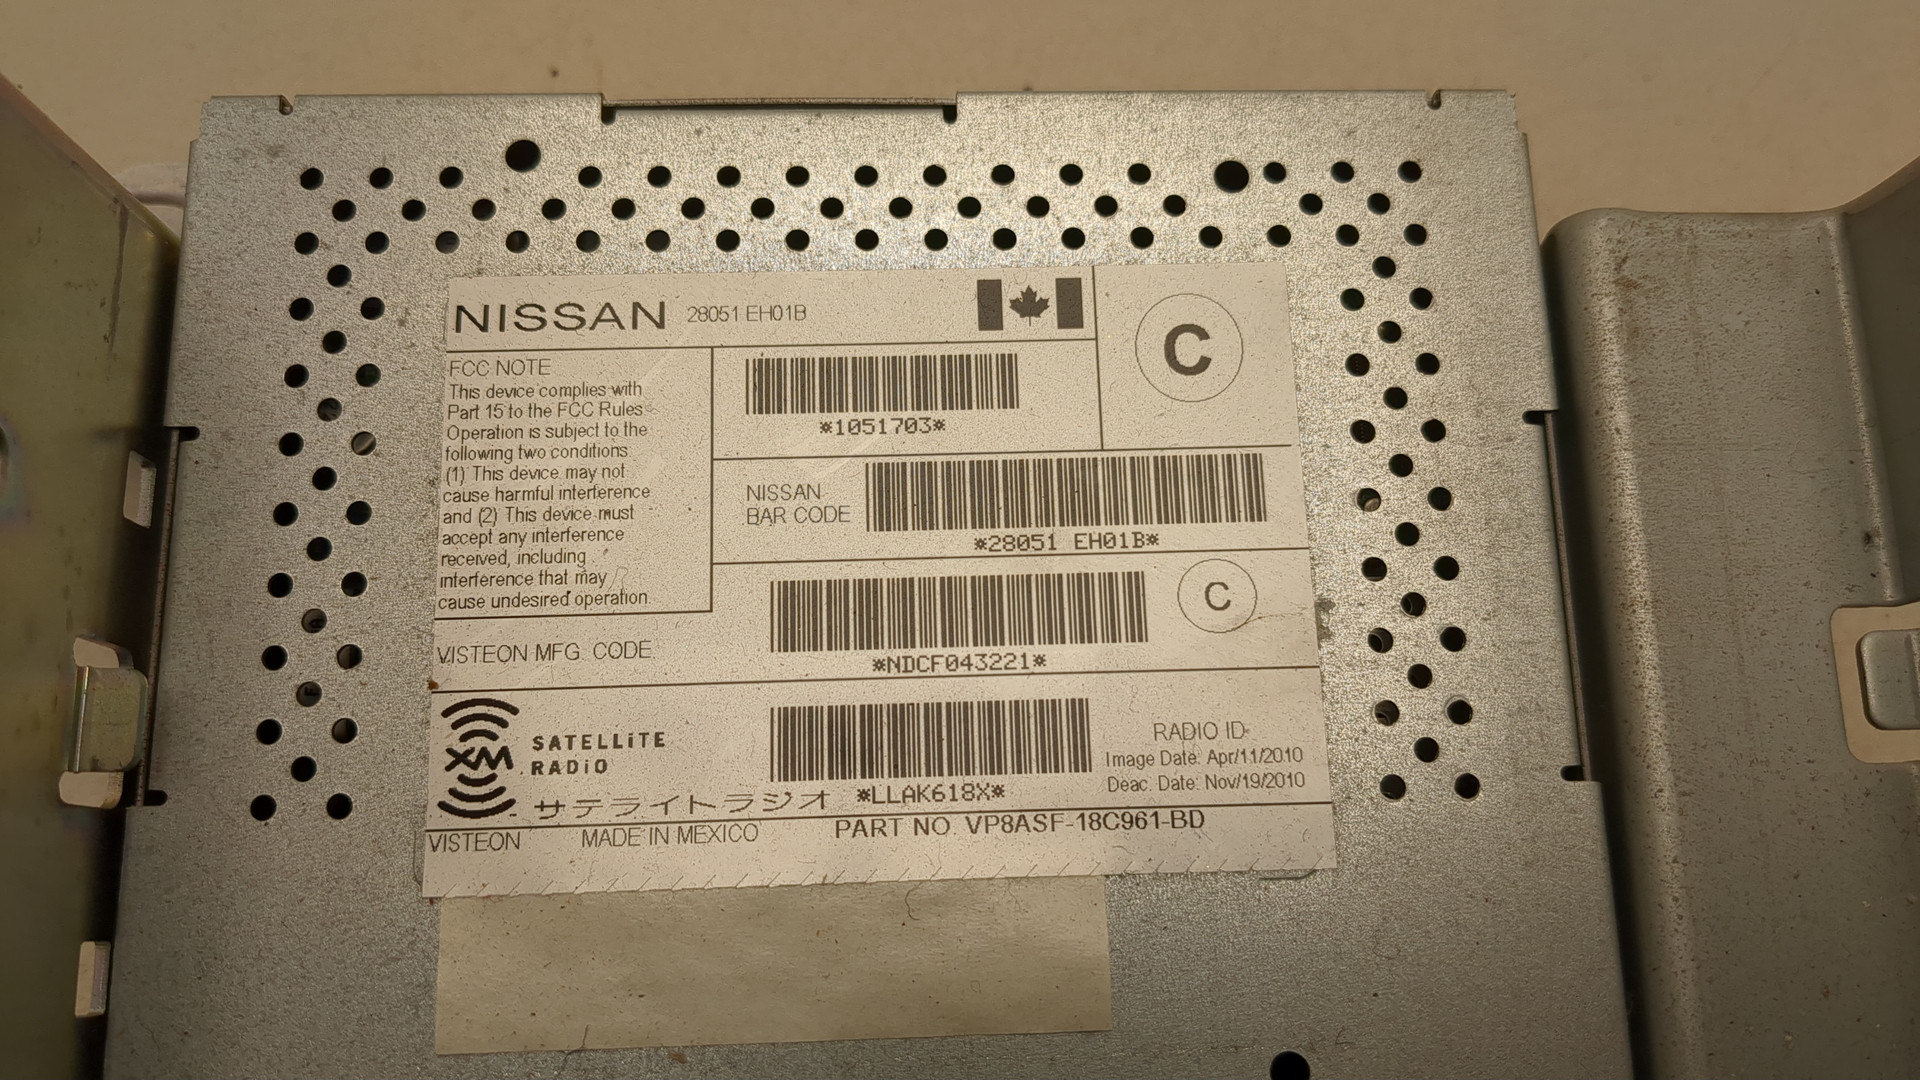 NISSAN 28051 EH01B
C
FCC NOTE
This device complies with
Part 15 to the FCC Rules
Operation is subject to the
following two conditions:
(1) This device may not
cause harmful interference
and (2) This device must
accept any interference
received, including
interference that may
cause undesired operation
*1051703*
NISSAN
BAR CODE
*28051 EH01B*
VISTEON MFG. CODE
*NDCF043221*
C
XM SATELLiTE
RADiO
サテライトラジオ
*LLAK618X*
RADIO ID
Image Date: Apr/11/2010
Deac. Date: Nov/19/2010
VISTEON MADE IN MEXICO PART NO. VP8ASF-18C961-BD